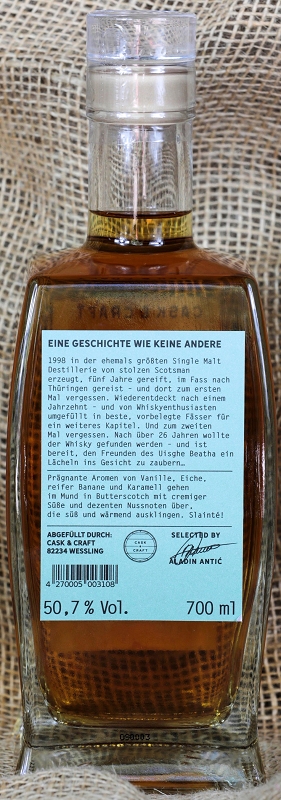 EINE GESCHICHTE WIE KEINE ANDERE
1998 in der ehemals größten Single Malt
Destillerie von stolzen Scotsman
erzeugt, fünf Jahre gereift, im Fass nach
Thüringen gereist - und dort zum ersten
Mal vergessen. Wiederentdeckt nach einem
Jahrzehnt - und von Whiskyenthusiasten
umgefüllt in beste, vorbelegte Fässer für
ein weiteres Kapitel. Und zum zweiten
Mal vergessen. Nach über 26 Jahren wollte
der Whisky gefunden werden - und ist
bereit, den Freunden des Uisghe Beatha ein
Lächeln ins Gesicht zu zaubern…
Prägnante Aromen von Vanille, Eiche,
reifer Banane und Karamell gehen
im Mund in Butterscotch mit cremiger
Süße und dezenten Nussnoten über,
die süß und wärmend ausklingen. Slainté!
ABGEFÜLLT DURCH:
CASK & CRAFT
82234 WESSLING
CASK
CRAFT
SELECTED BY
ALADIN ANTIĆ
4 270005 003108
50,7 % Vol. 700 ml